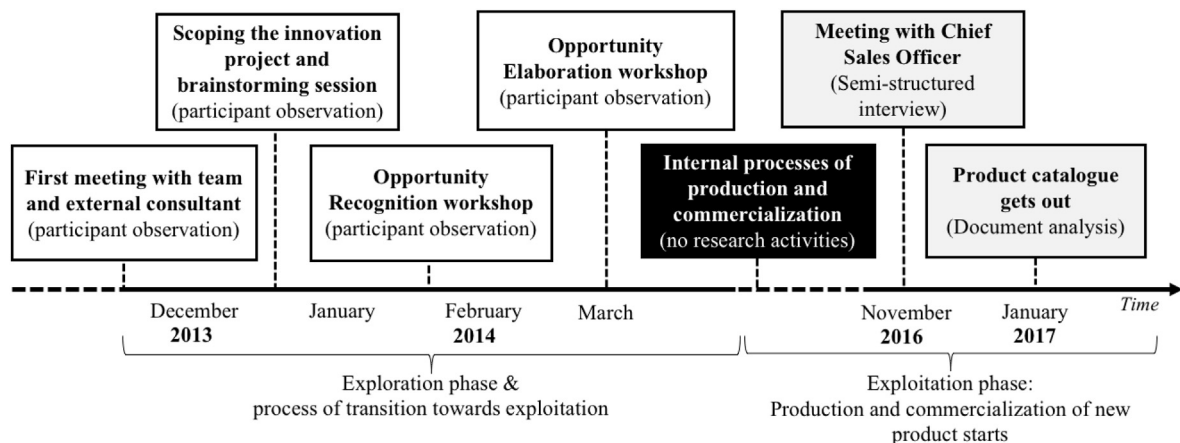 Scoping the innovation
project and
brainstorming session
(participant observation)
Opportunity
Elaboration workshop
(participant observation)
Meeting with Chief
Sales Officer
(Semi-structured
interview)
First meeting with team
and external consultant
(participant observation)
Opportunity
Recognition workshop
(participant observation)
Internal processes of
production and
commercialization
(no research activities)
Product catalogue
gets out
(Document analysis)
December
2013
January
February
2014
March
November
2016
January
2017
Time
Exploration phase &
process of transition towards exploitation
Exploitation phase:
Production and commercialization of new
product starts